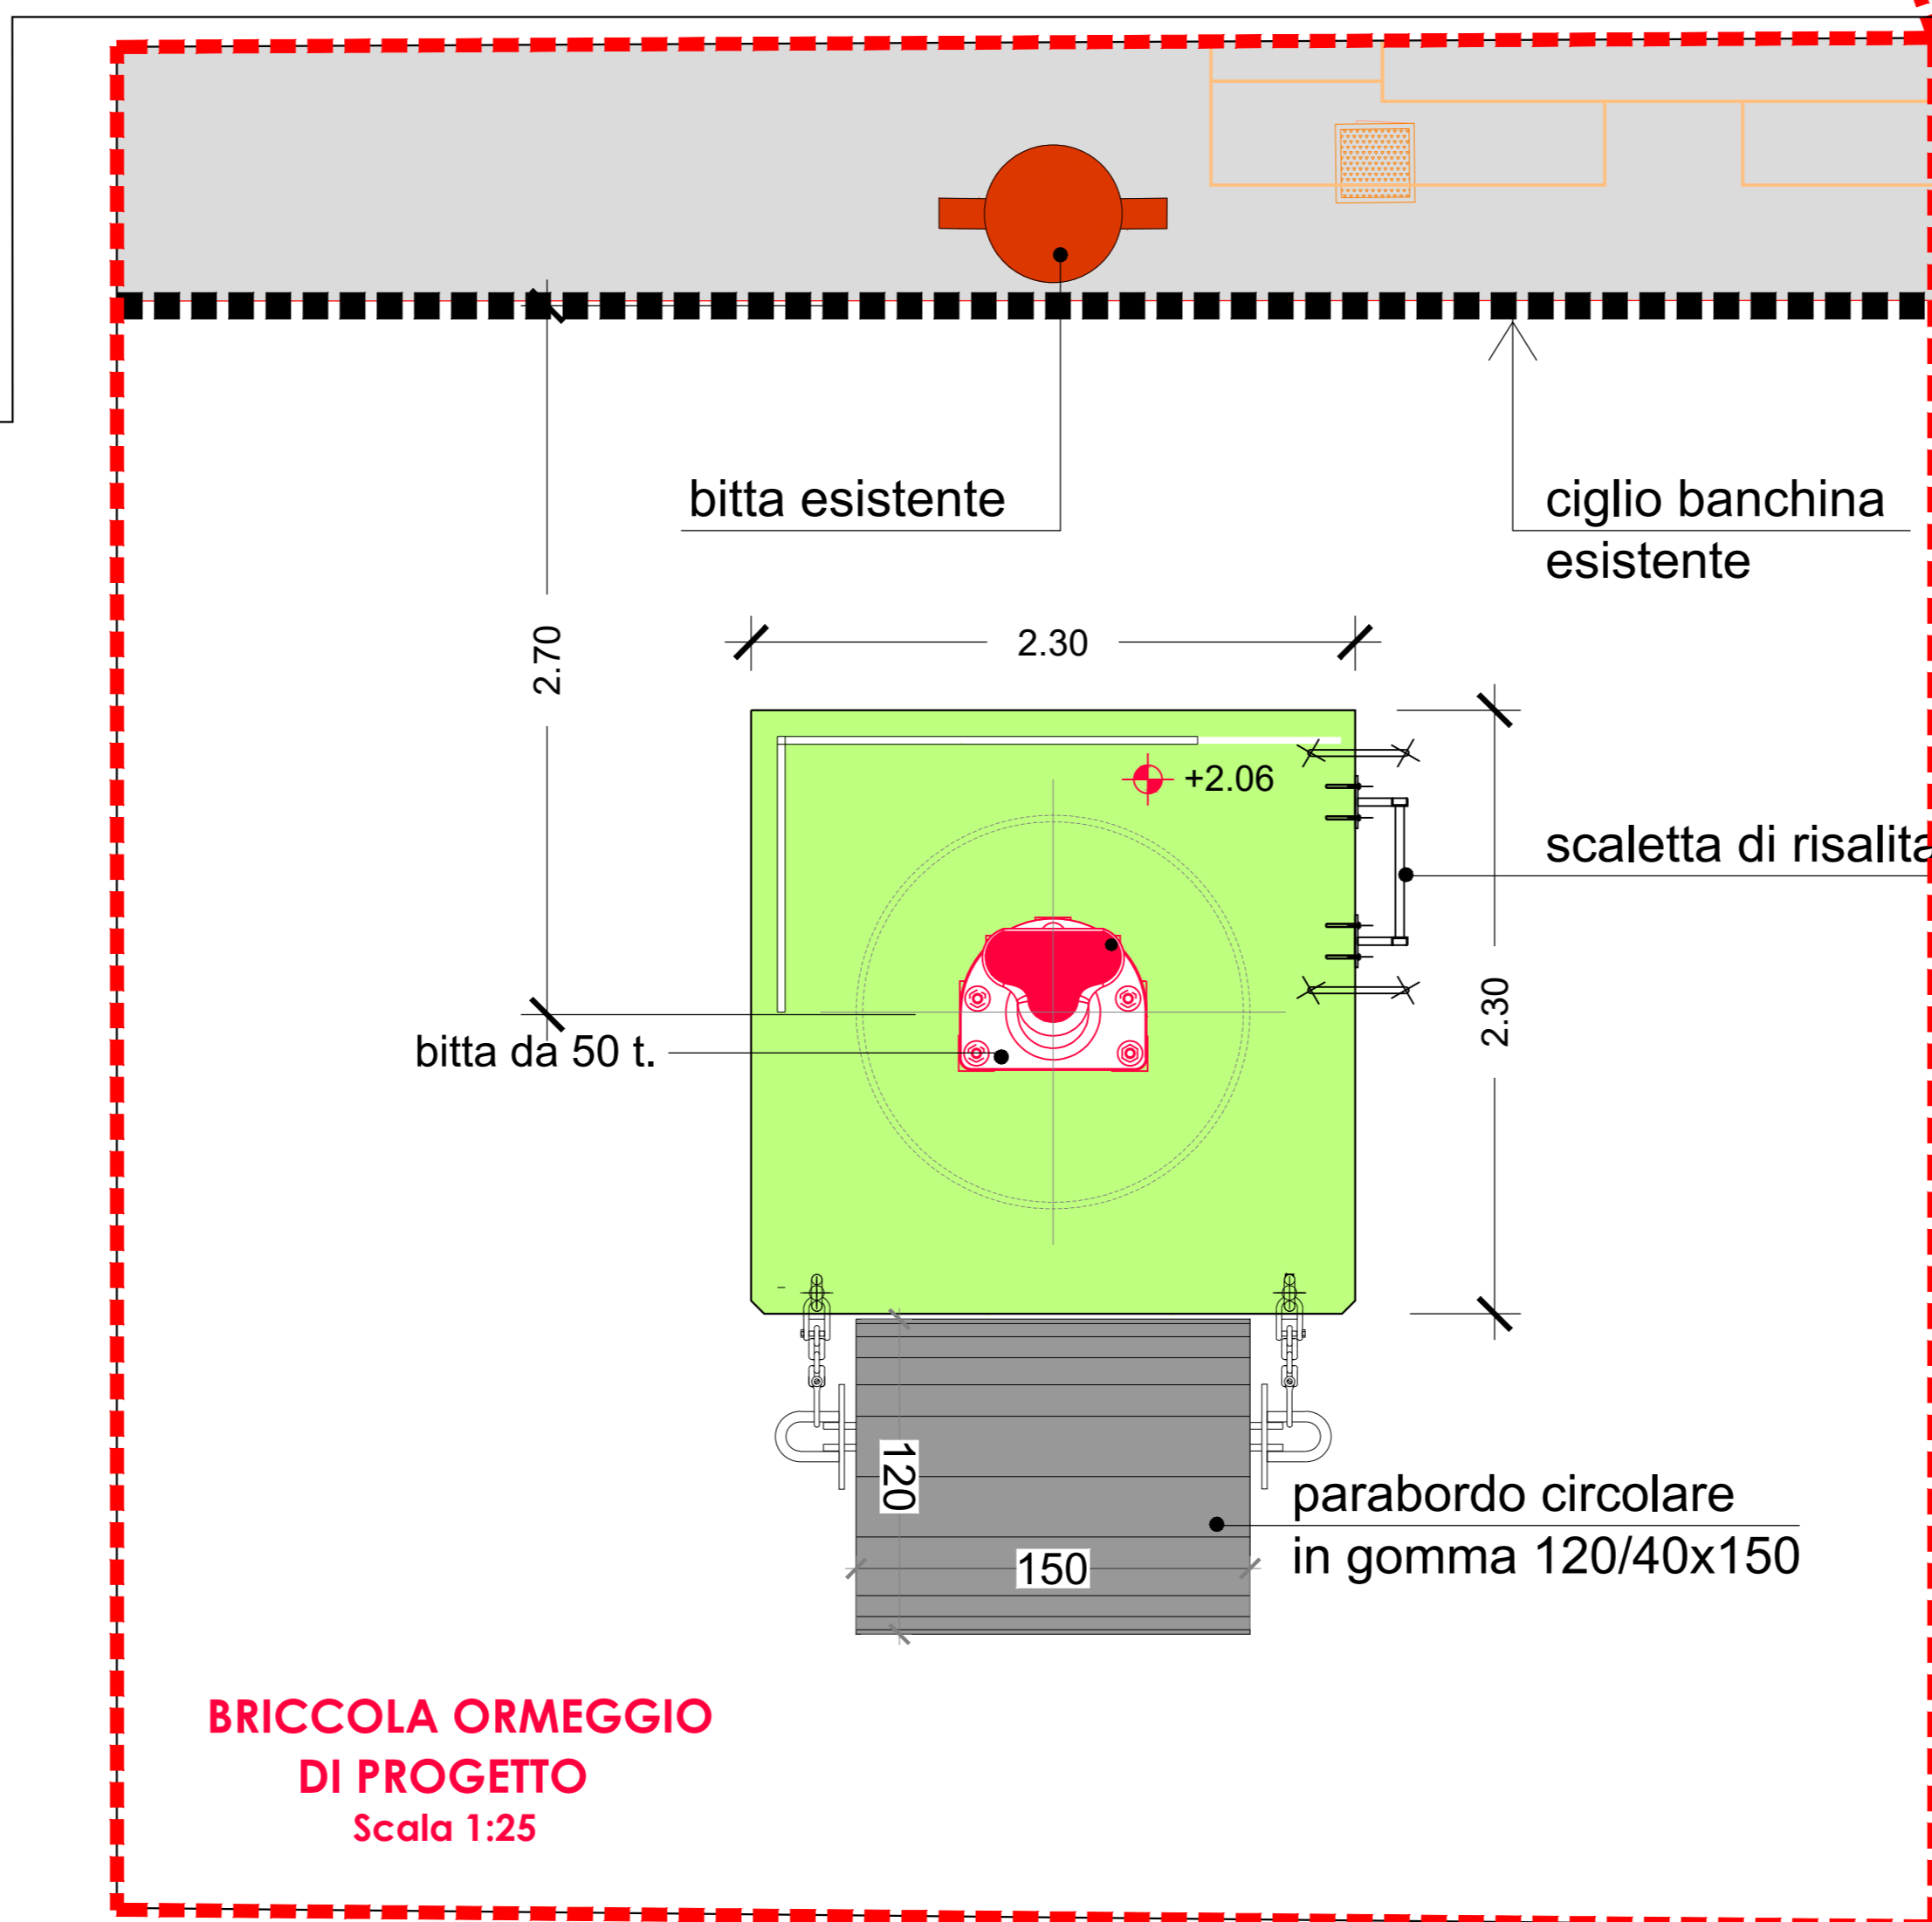 bitta esistente
ciglio banchina
esistente
2.70
2.30
+2.06
scaletta di risalita
2.30
bitta da 50 t.
120
150
parabordo circolare
in gomma 120/40x150
BRICCOLA ORMEGGIO
DI PROGETTO
Scala 1:25